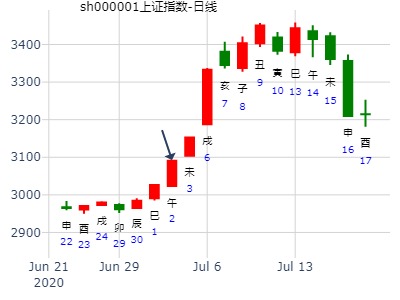 sh000001上证指数-日线
3400
3300
3200
3100
3000
2900
申
22
酉
23
戌
24
卯
29
辰
30
巳
1
午
2
未
3
戌
6
亥
7
子
8
丑
9
寅
10
巳
13
午
14
未
15
申
16
酉
17
Jun 21
2020
Jun 29
Jul 6
Jul 13